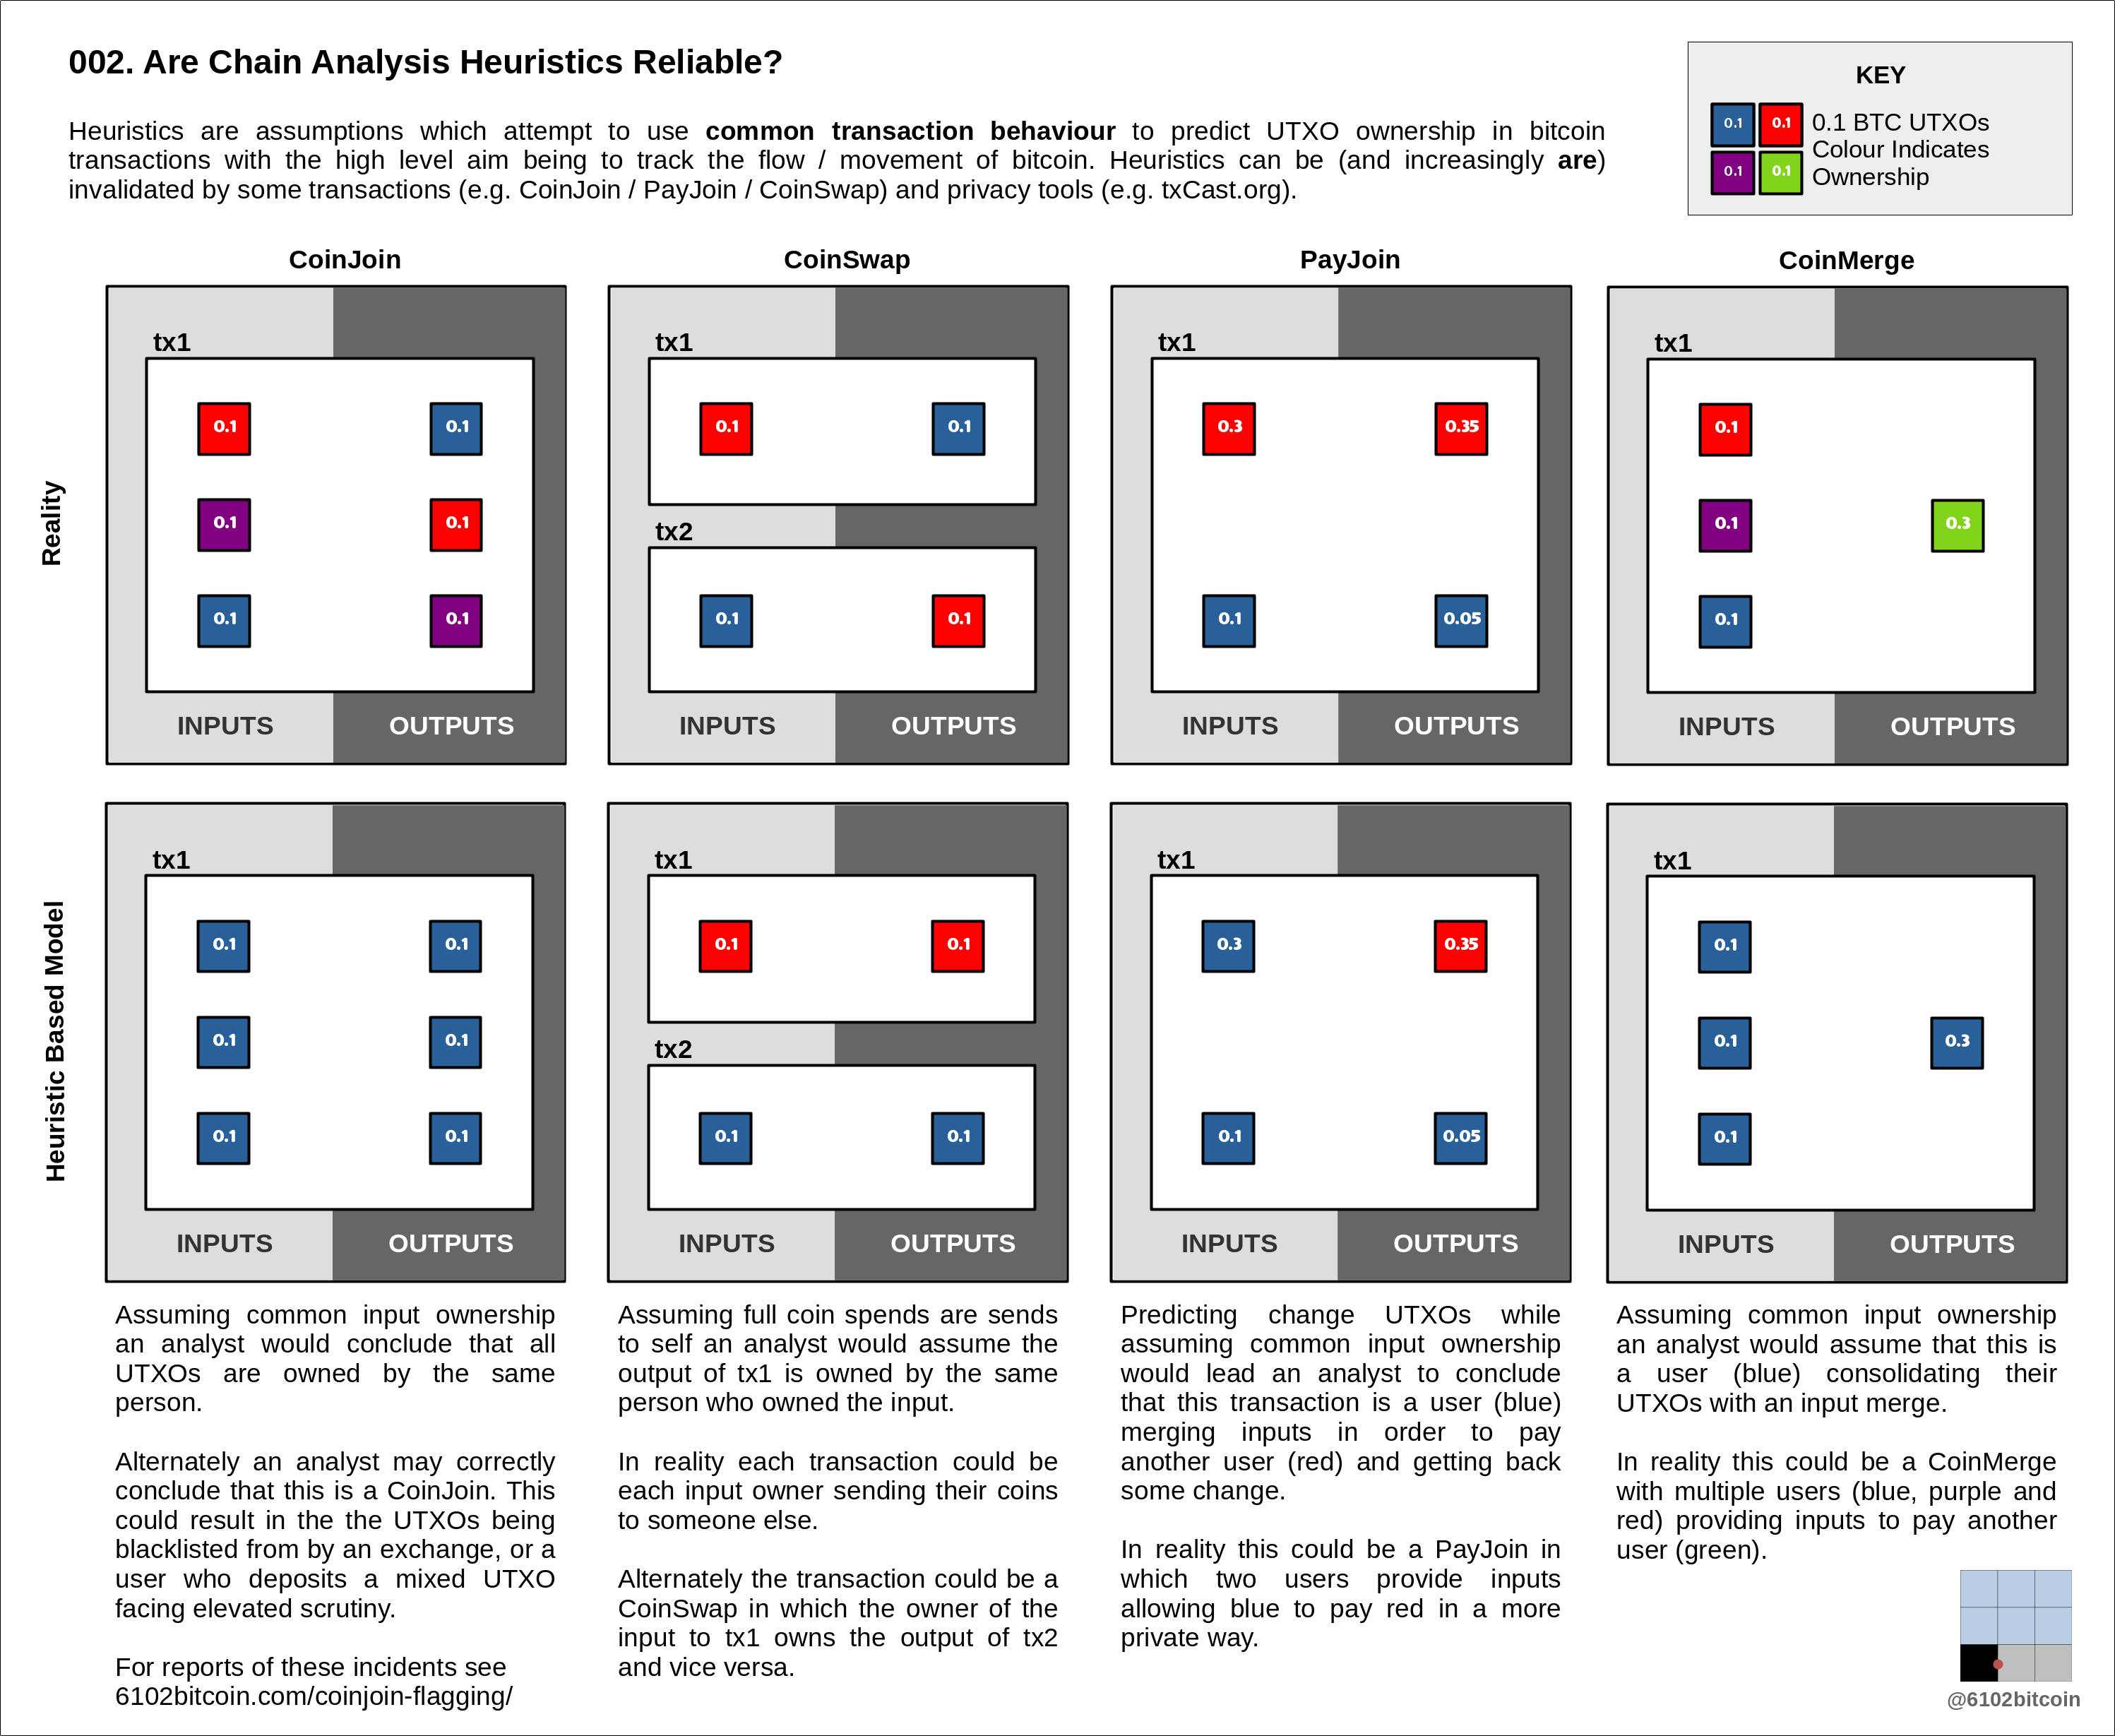 002. Are Chain Analysis Heuristics Reliable?
Heuristics are assumptions which attempt to use common transaction behaviour to predict UTXO ownership in bitcoin
transactions with the high level aim being to track the flow / movement of bitcoin. Heuristics can be (and increasingly are)
invalidated by some transactions (e.g. CoinJoin / PayJoin / CoinSwap) and privacy tools (e.g. txCast.org).
KEY
0.1 0.1 0.1 BTC UTXOs
Colour Indicates
0.1 0.1 Ownership
Reality
CoinJoin
tx1
0.1 0.1
0.1 0.1
0.1 0.1
INPUTS OUTPUTS
CoinSwap
tx1
0.1 0.1
tx2
0.1 0.1
INPUTS OUTPUTS
PayJoin
tx1
0.3 0.35
0.1 0.05
INPUTS OUTPUTS
CoinMerge
tx1
0.1
0.1 0.3
0.1
INPUTS OUTPUTS
Heuristic Based Model
tx1
0.1 0.1
0.1 0.1
0.1 0.1
INPUTS OUTPUTS
tx1
0.1 0.1
tx2
0.1 0.1
INPUTS OUTPUTS
tx1
0.3 0.35
0.1 0.05
INPUTS OUTPUTS
tx1
0.1
0.1 0.3
0.1
INPUTS OUTPUTS
Assuming common input ownership
an analyst would conclude that all
UTXOs are owned by the same
person.
Alternately an analyst may correctly
conclude that this is a CoinJoin. This
could result in the the UTXOs being
blacklisted from by an exchange, or a
user who deposits a mixed UTXO
facing elevated scrutiny.
For reports of these incidents see
6102bitcoin.com/coinjoin-flagging/
Assuming full coin spends are sends
to self an analyst would assume the
output of tx1 is owned by the same
person who owned the input.
In reality each transaction could be
each input owner sending their coins
to someone else.
Alternately the transaction could be a
CoinSwap in which the owner of the
input to tx1 owns the output of tx2
and vice versa.
Predicting change UTXOs while
assuming common input ownership
would lead an analyst to conclude
that this transaction is a user (blue)
merging inputs in order to pay
another user (red) and getting back
some change.
In reality this could be a PayJoin in
which two users provide inputs
allowing blue to pay red in a more
private way.
Assuming common input ownership
an analyst would assume that this is
a user (blue) consolidating their
UTXOs with an input merge.
In reality this could be a CoinMerge
with multiple users (blue, purple and
red) providing inputs to pay another
user (green).
@6102bitcoin